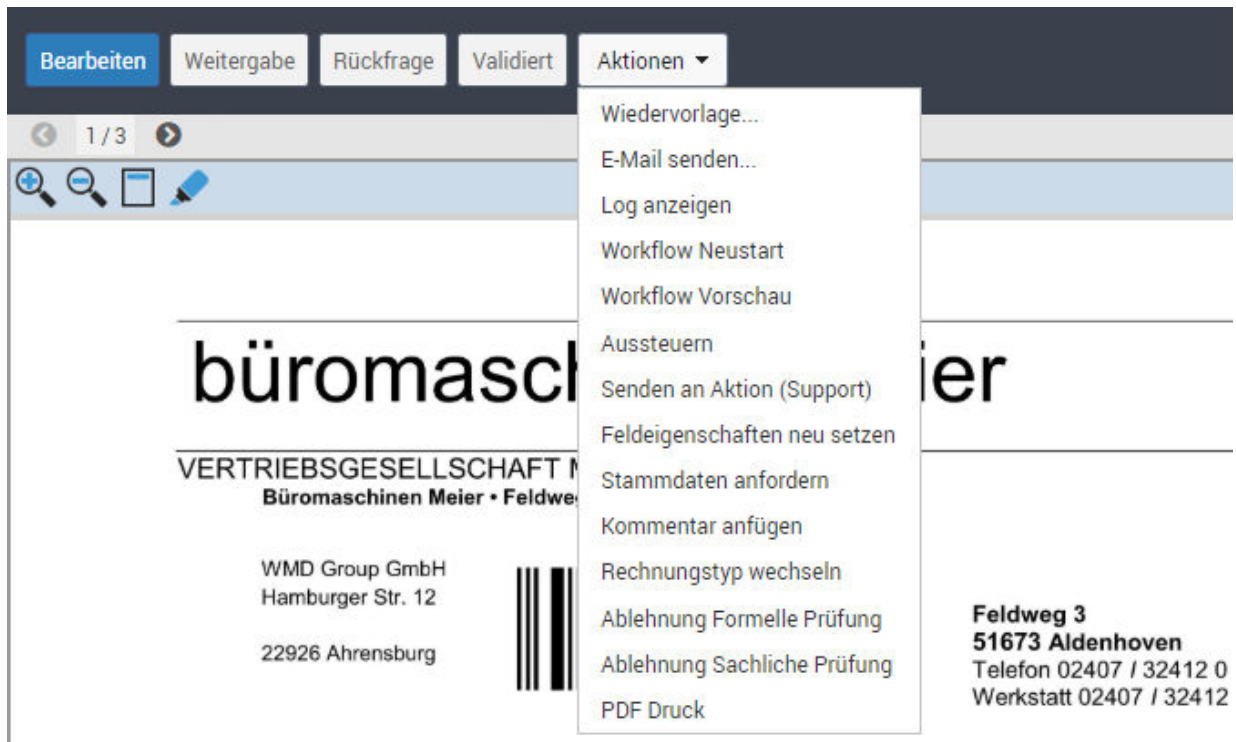 Bearbeiten Weitergabe Rückfrage Validiert Aktionen
1 / 3
Wiedervorlage...
E-Mail senden...
Log anzeigen
Workflow Neustart
Workflow Vorschau
Aussteuern
Senden an Aktion (Support)
Feldeigenschaften neu setzen
Stammdaten anfordern
Kommentar anfügen
Rechnungstyp wechseln
Ablehnung Formelle Prüfung
Ablehnung Sachliche Prüfung
PDF Druck
büromasch ier
VERTRIEBSGESELLSCHAFT
Büromaschinen Meier • Feldwe
WMD Group GmbH
Hamburger Str. 12
22926 Ahrensburg
Feldweg 3
51673 Aldenhoven
Telefon 02407 / 32412 0
Werkstatt 02407 / 32412